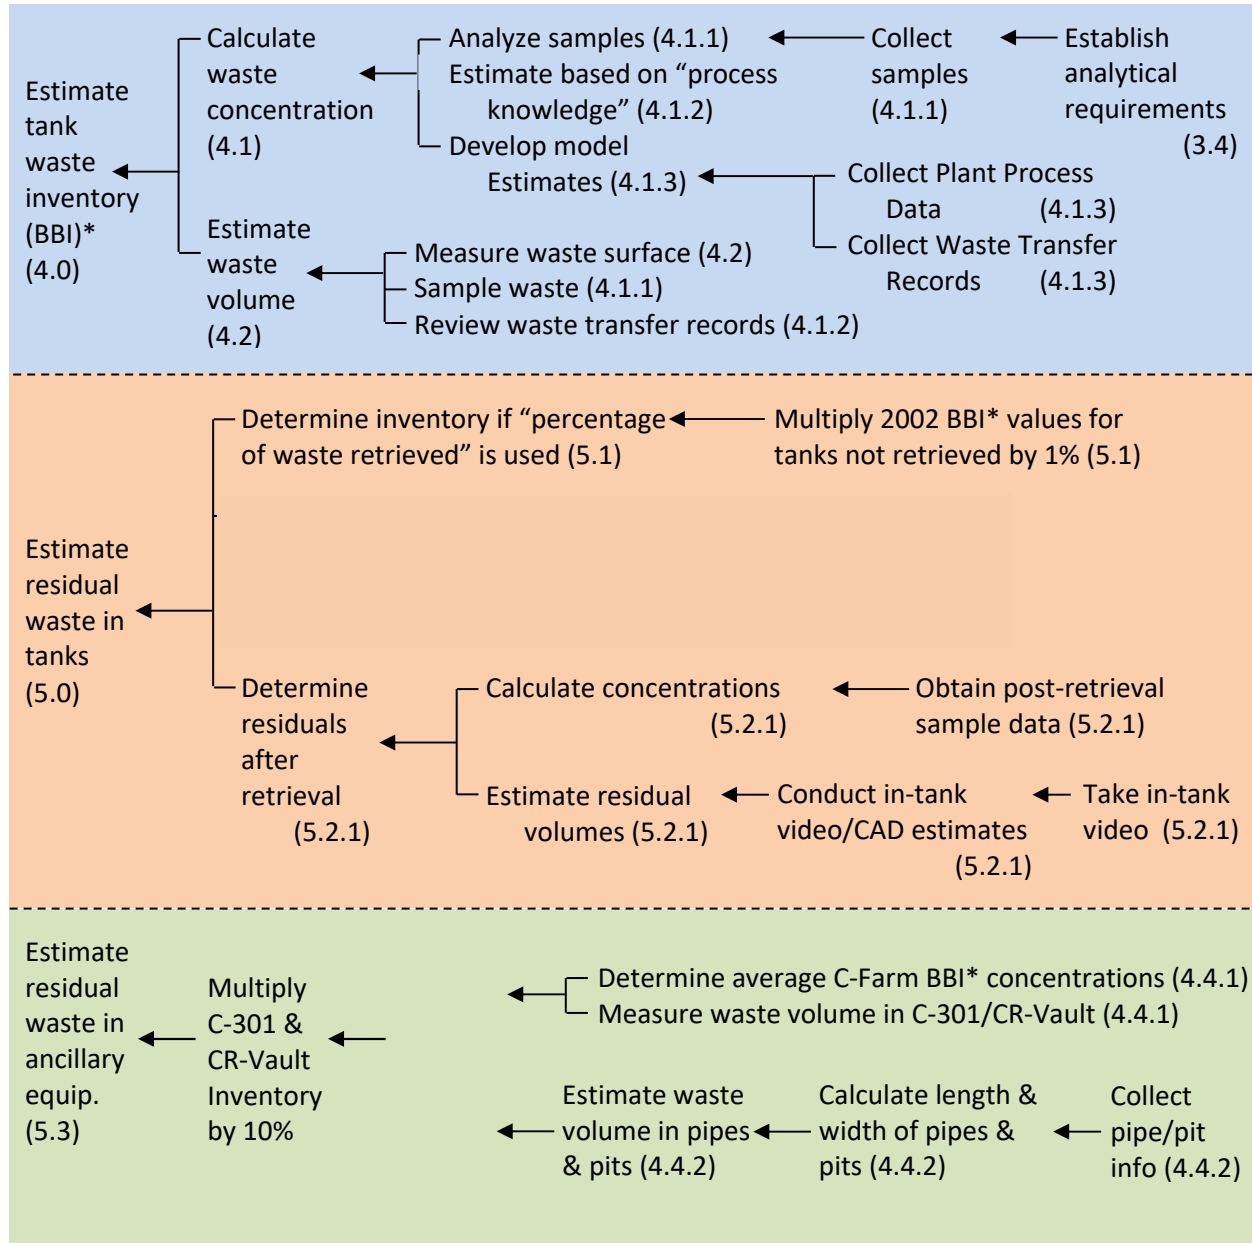 Estimate
tank
waste
inventory
(BBI)*
(4.0)
Calculate
waste
concentration
(4.1)
Analyze samples (4.1.1)
Estimate based on “process
knowledge” (4.1.2)
Develop model
Estimates (4.1.3)
Collect
samples
(4.1.1)
Establish
analytical
requirements
(3.4)
Collect Plant Process
Data (4.1.3)
Collect Waste Transfer
Records (4.1.3)
Estimate
waste
volume
(4.2)
Measure waste surface (4.2)
Sample waste (4.1.1)
Review waste transfer records (4.1.2)
Estimate
residual
waste in
tanks
(5.0)
Determine inventory if “percentage
of waste retrieved” is used (5.1)
Multiply 2002 BBI* values for
tanks not retrieved by 1% (5.1)
Determine
residuals
after
retrieval
(5.2.1)
Calculate concentrations
(5.2.1)
Obtain post-retrieval
sample data (5.2.1)
Estimate residual
volumes (5.2.1)
Conduct in-tank
video/CAD estimates
(5.2.1)
Take in-tank
video (5.2.1)
Estimate
residual
waste in
ancillary
equip.
(5.3)
Multiply
C-301 &
CR-Vault
Inventory
by 10%
Determine average C-Farm BBI* concentrations (4.4.1)
Measure waste volume in C-301/CR-Vault (4.4.1)
Estimate waste
volume in pipes
& pits (4.4.2)
Calculate length &
width of pipes &
pits (4.4.2)
Collect
pipe/pit
info (4.4.2)